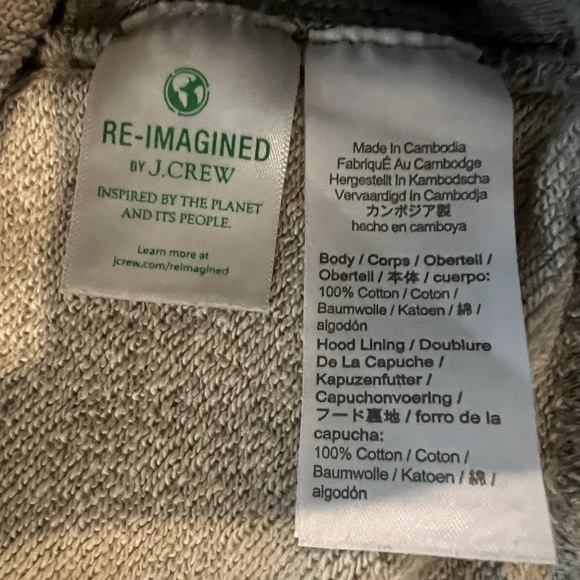 RE-IMAGINED
BY J.CREW
INSPIRED BY THE PLANET
AND ITS PEOPLE.
Learn more at
jcrew.com/reimagined
Made In Cambodia
FabriquÉ Au Cambodge
Hergestellt In Kambodscha
Vervaardigd In Cambodja
カンボジア製
hecho en camboya
Body / Corps / Oberteil /
Oberteil / 本体 / cuerpo:
100% Cotton / Coton /
Baumwolle / Katoen / 綿 /
algodón
Hood Lining / Doublure
De La Capuche /
Kapuzenfutter /
Capuchonvoering /
フード裏地 / forro de la
capucha:
100% Cotton / Coton /
Baumwolle / Katoen / 綿 /
algodón